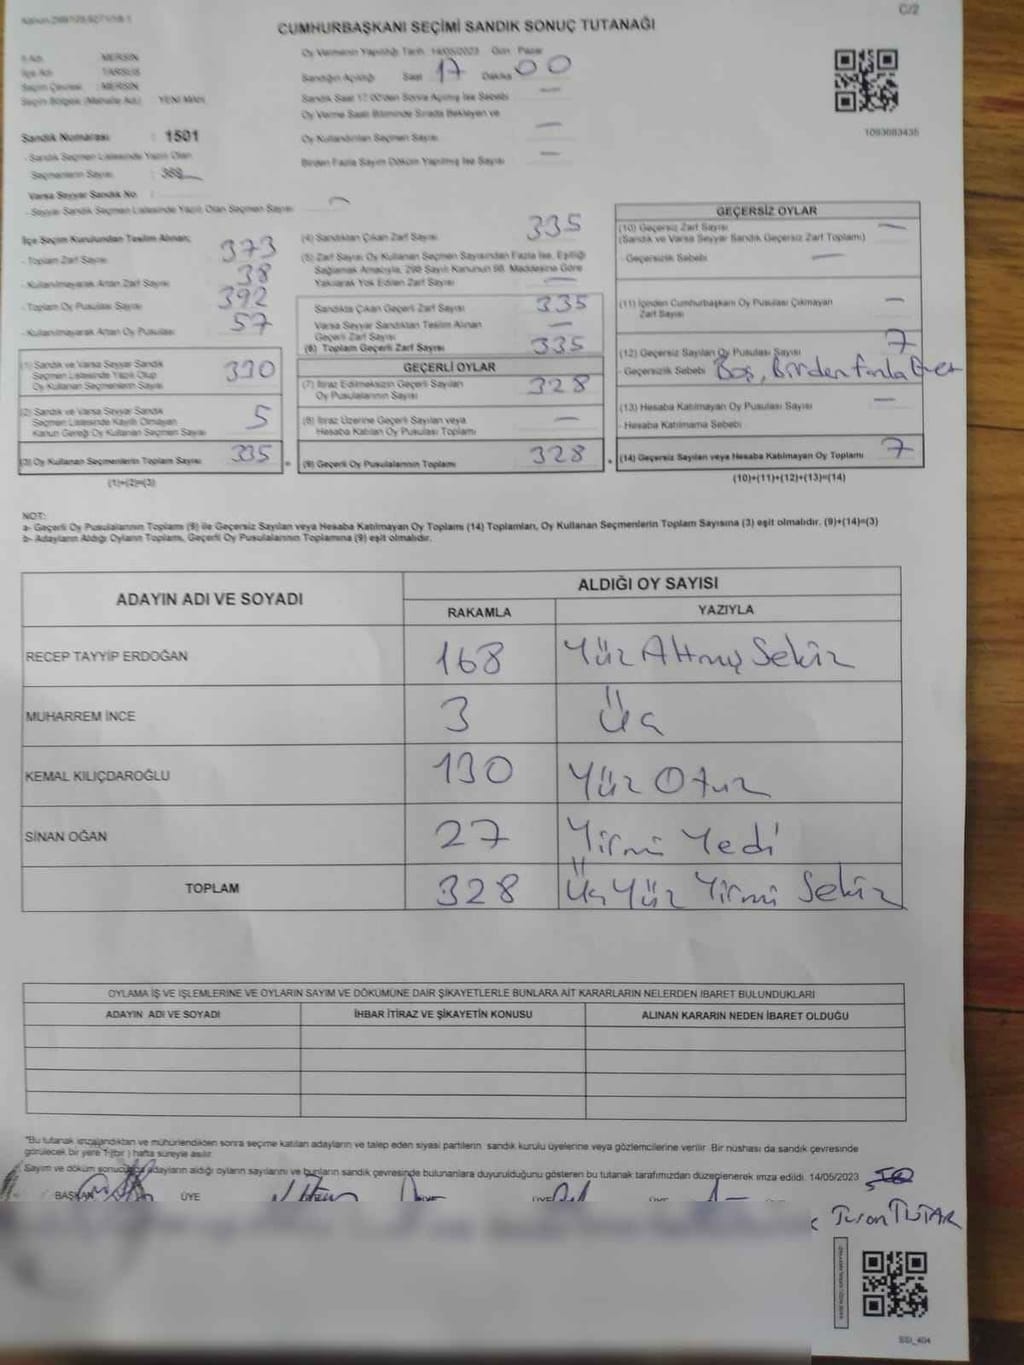 C/2
CUMHURBAŞKANI SEÇİMİ SANDIK SONUÇ TUTANAĞI
İl Adı MERSİN
İlçe Adı TARSUS
Seçim Çevresi : MERSİN
Seçim Bölgesi (Mahalle Adı) YENİ MAH.
Sandık Numarası : 1501
- Sandık Seçmen Listesinde Yazılı Olan
Seçmenlerin Sayısı : 368
Varsa Seyyar Sandık No
- Seyyar Sandık Seçmen Listesinde Yazılı Olan Seçmen Sayısı —
Oy Vermenin Yapıldığı Tarih 14/05/2023 Gün Pazar
Sandığın Açıldığı Saat 17 Dakika 00
Sandık Saat 17:00'den Sonra Açılmış İse Sebebi —
Oy Verme Saati Bitiminde Sırada Bekleyen ve
Oy Kullandırılan Seçmen Sayısı —
Birden Fazla Sayım Döküm Yapılmış İse Sayısı —
1093083435
İlçe Seçim Kurulundan Teslim Alınan;
- Toplam Zarf Sayısı 373
- Kullanılmayarak Artan Zarf Sayısı 38
- Toplam Oy Pusulası Sayısı 392
- Kullanılmayarak Artan Oy Pusulası 57
(1) Sandık ve Varsa Seyyar Sandık
Seçmen Listesinde Yazılı Olup
Oy Kullanan Seçmenlerin Sayısı 330
(2) Sandık ve Varsa Seyyar Sandık
Seçmen Listesinde Kayıtlı Olmayan
Kanun Gereği Oy Kullanan Seçmen Sayısı 5
(3) Oy Kullanan Seçmenlerin Toplam Sayısı 335
(1)+(2)=(3)
(4) Sandıktan Çıkan Zarf Sayısı 335
(5) Zarf Sayısı Oy Kullanan Seçmen Sayısından Fazla İse, Eşitliği
Sağlamak Amacıyla, 298 Sayılı Kanunun 98. Maddesine Göre
Yakılarak Yok Edilen Zarf Sayısı —
Sandıkta Çıkan Geçerli Zarf Sayısı 335
Varsa Seyyar Sandıktan Teslim Alınan
Geçerli Zarf Sayısı —
(6) Toplam Geçerli Zarf Sayısı 335
GEÇERLİ OYLAR
(7) İtiraz Edilmeksizin Geçerli Sayılan
Oy Pusulalarının Sayısı 328
(8) İtiraz Üzerine Geçerli Sayılan veya
Hesaba Katılan Oy Pusulası Toplamı —
(9) Geçerli Oy Pusulalarının Toplamı 328
GEÇERSİZ OYLAR
(10) Geçersiz Zarf Sayısı —
(Sandık ve Varsa Seyyar Sandık Geçersiz Zarf Toplamı)
- Geçersizlik Sebebi —
(11) İçinden Cumhurbaşkanı Oy Pusulası Çıkmayan
Zarf Sayısı —
(12) Geçersiz Sayılan Oy Pusulası Sayısı 7
- Geçersizlik Sebebi Boş, Birden fazla Evet
(13) Hesaba Katılmayan Oy Pusulası Sayısı —
- Hesaba Katılmama Sebebi
(14) Geçersiz Sayılan veya Hesaba Katılmayan Oy Toplamı 7
(10)+(11)+(12)+(13)=(14)
NOT:
a- Geçerli Oy Pusulalarının Toplamı (9) ile Geçersiz Sayılan veya Hesaba Katılmayan Oy Toplamı (14) Toplamları, Oy Kullanan Seçmenlerin Toplam Sayısına (3) eşit olmalıdır. (9)+(14)=(3)
b- Adayların Aldığı Oyların Toplamı, Geçerli Oy Pusulalarının Toplamına (9) eşit olmalıdır.
ADAYIN ADI VE SOYADI ALDIĞI OY SAYISI
RAKAMLA YAZIYLA
RECEP TAYYİP ERDOĞAN 168 Yüz Altmış Sekiz
MUHARREM İNCE 3 Üç
KEMAL KILIÇDAROĞLU 130 Yüz Otuz
SİNAN OĞAN 27 Yirmi Yedi
TOPLAM 328 Üç Yüz Yirmi Sekiz
OYLAMA İŞ VE İŞLEMLERİNE VE OYLARIN SAYIM VE DÖKÜMÜNE DAİR ŞİKAYETLERLE BUNLARA AİT KARARLARIN NELERDEN İBARET BULUNDUKLARI
ADAYIN ADI VE SOYADI İHBAR İTİRAZ VE ŞİKAYETİN KONUSU ALINAN KARARIN NEDEN İBARET OLDUĞU
*Bu tutanak imzalandıktan ve mühürlendikten sonra seçime katılan adayların ve talep eden siyasi partilerin sandık kurulu üyelerine veya gözlemcilerine verilir. Bir nüshası da sandık çevresinde
görülecek bir yere 1 (bir) hafta süreyle asılır.
Sayım ve döküm sonucunda adayların aldığı oyların sayılarını ve bunların sandık çevresinde bulunanlara duyurulduğunu gösteren bu tutanak tarafımızdan düzenlenerek imza edildi. 14/05/2023
BAŞKAN ÜYE ÜYE ÜYE
Turan TUTAR
SSI_404